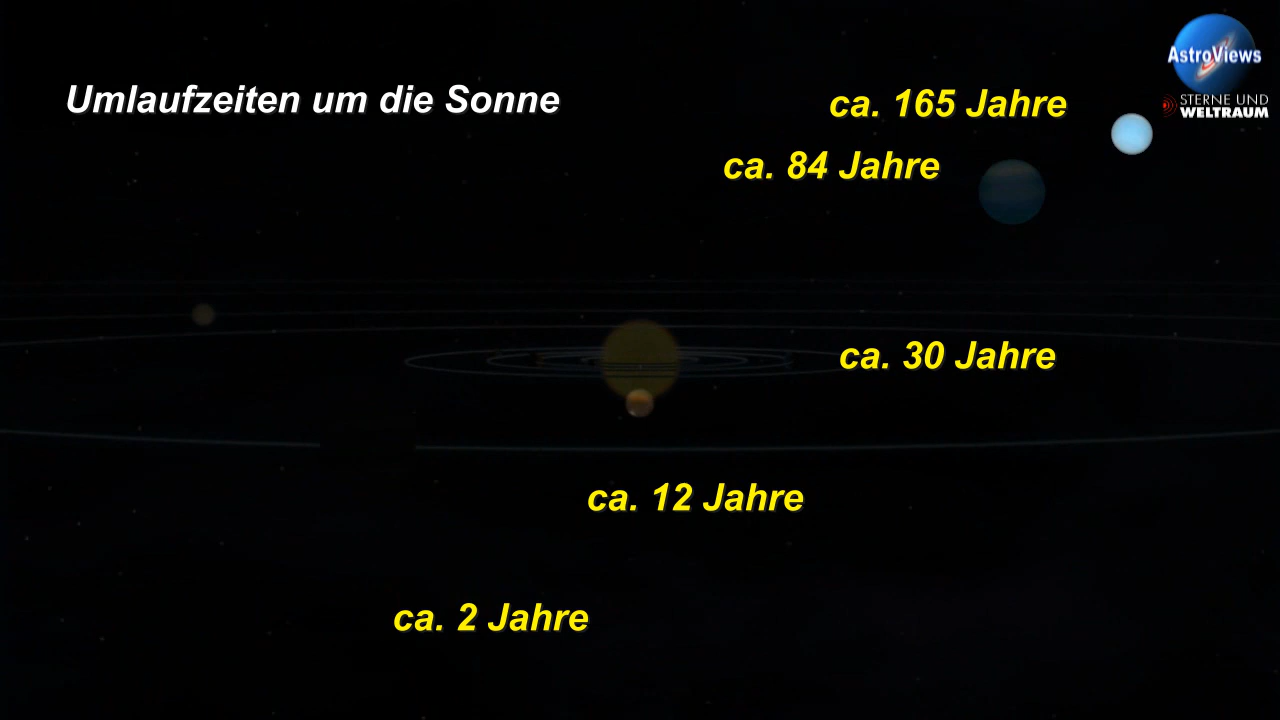 Umlaufzeiten um die Sonne
AstroViews
STERNE UND
WELTRAUM
ca. 165 Jahre
ca. 84 Jahre
ca. 30 Jahre
ca. 12 Jahre
ca. 2 Jahre